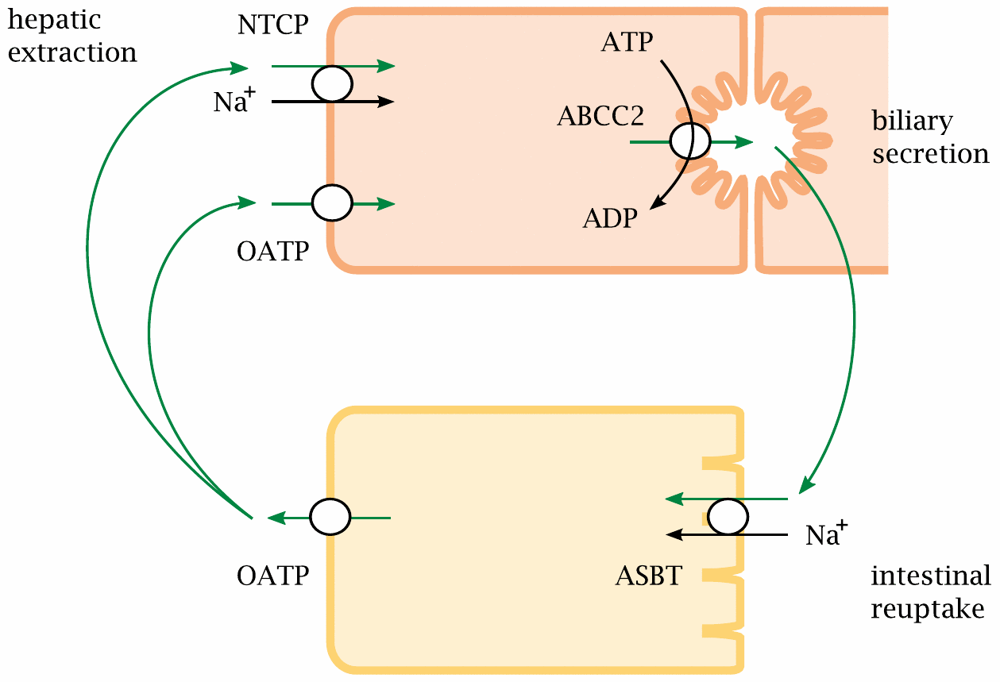 hepatic
extraction
NTCP
Na+
OATP
ATP
ABCC2
ADP
biliary
secretion
OATP
ASBT
Na+
intestinal
reuptake